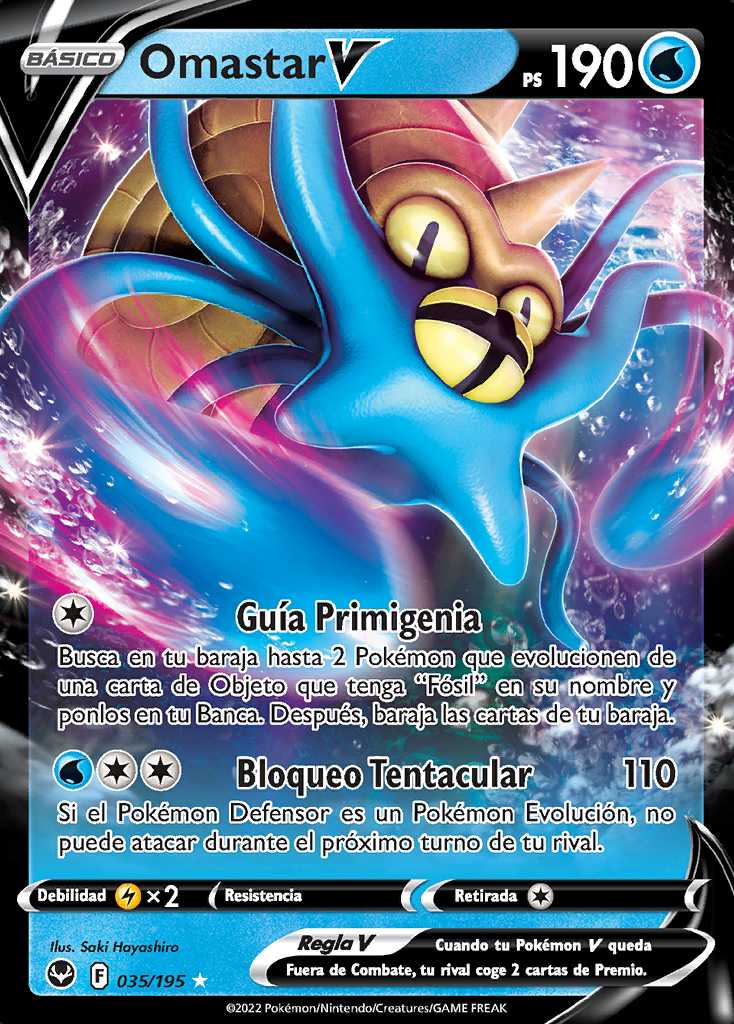 BÁSICO Omastar V PS 190
Guía Primigenia
Busca en tu baraja hasta 2 Pokémon que evolucionen de
una carta de Objeto que tenga “Fósil” en su nombre y
ponlos en tu Banca. Después, baraja las cartas de tu baraja.
Bloqueo Tentacular 110
Si el Pokémon Defensor es un Pokémon Evolución, no
puede atacar durante el próximo turno de tu rival.
Debilidad ×2 Resistencia Retirada
Ilus. Saki Hayashiro
Regla V Cuando tu Pokémon V queda
Fuera de Combate, tu rival coge 2 cartas de Premio.
F 035/195 ★
©2022 Pokémon/Nintendo/Creatures/GAME FREAK